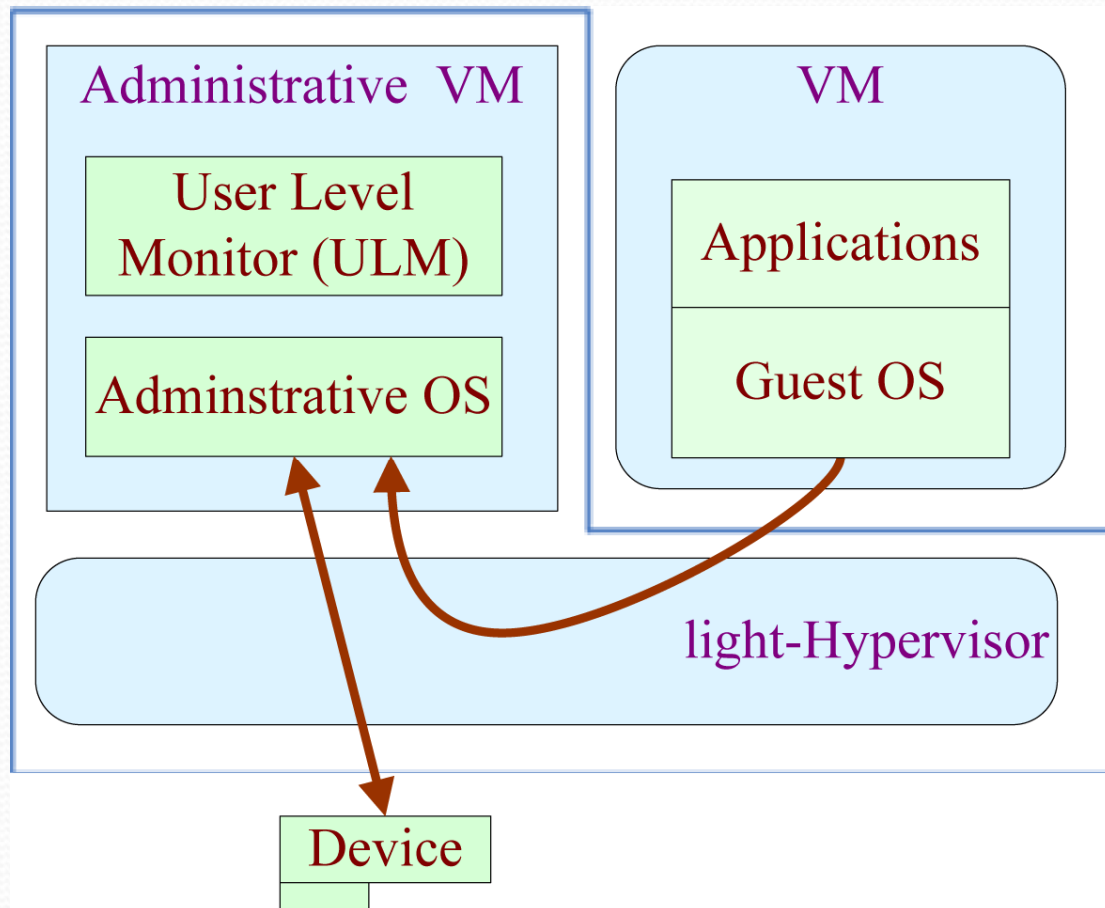 Administrative VM
User Level
Monitor (ULM)
Adminstrative OS
VM
Applications
Guest OS
light-Hypervisor
Device